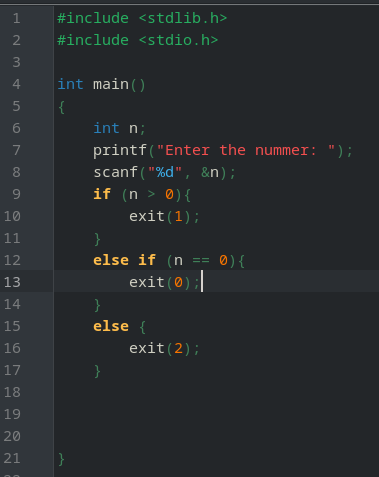 1 #include <stdlib.h>
2 #include <stdio.h>
3
4 int main()
5 {
6     int n;
7     printf("Enter the nummer: ");
8     scanf("%d", &n);
9     if (n > 0){
10         exit(1);
11     }
12     else if (n == 0){
13         exit(0);
14     }
15     else {
16         exit(2);
17     }
18
19
20
21 }